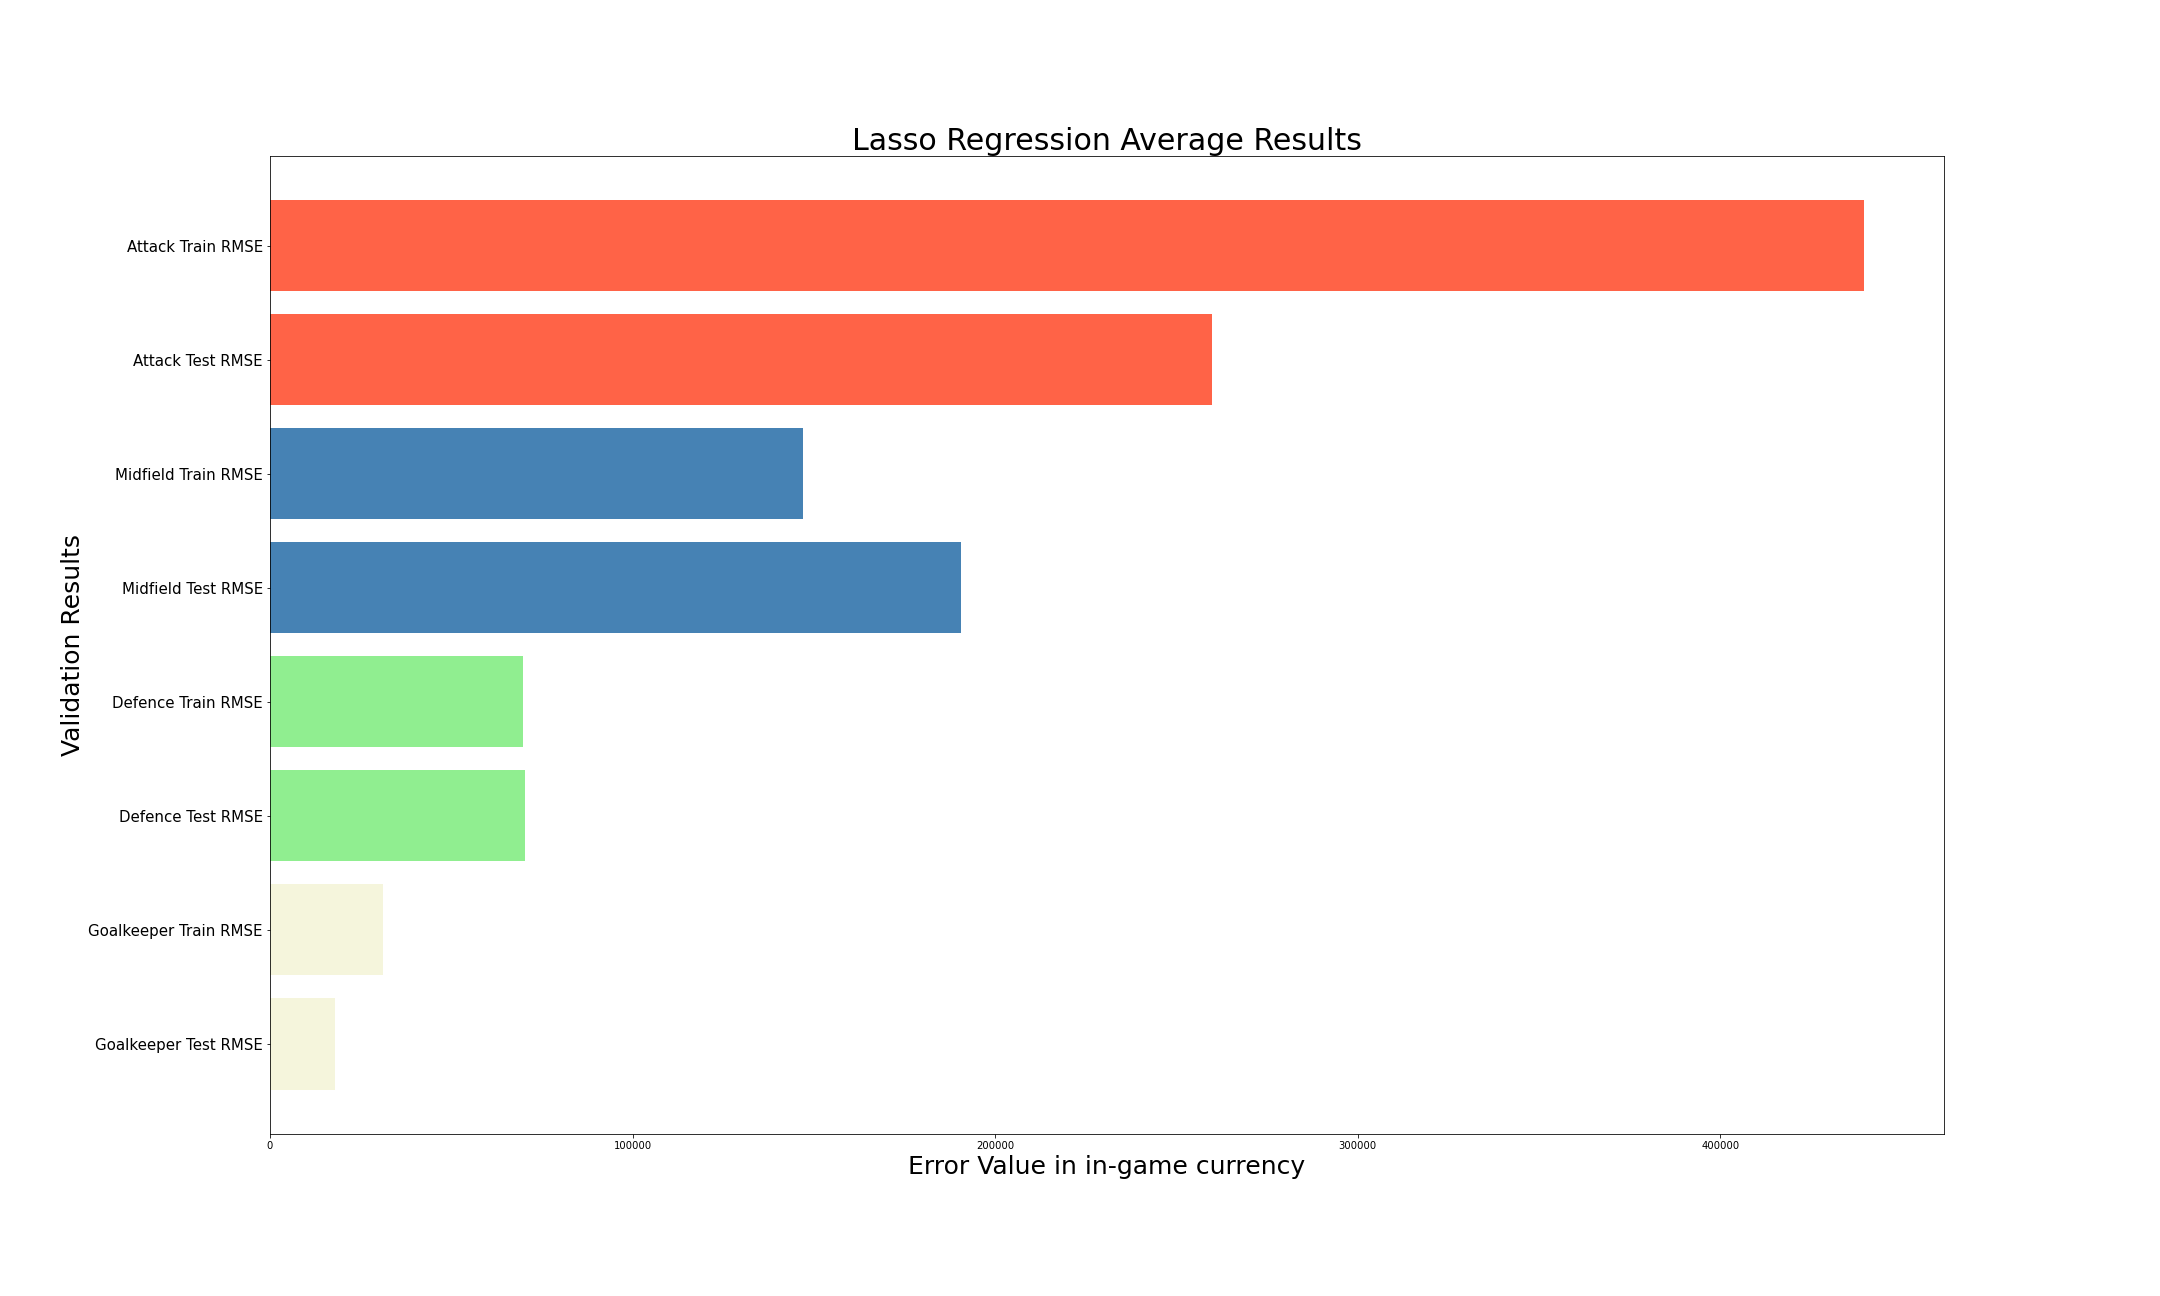 Lasso Regression Average Results
Attack Train RMSE
Attack Test RMSE
Midfield Train RMSE
Midfield Test RMSE
Defence Train RMSE
Defence Test RMSE
Goalkeeper Train RMSE
Goalkeeper Test RMSE
Validation Results
0 100000 200000 300000 400000
Error Value in in-game currency